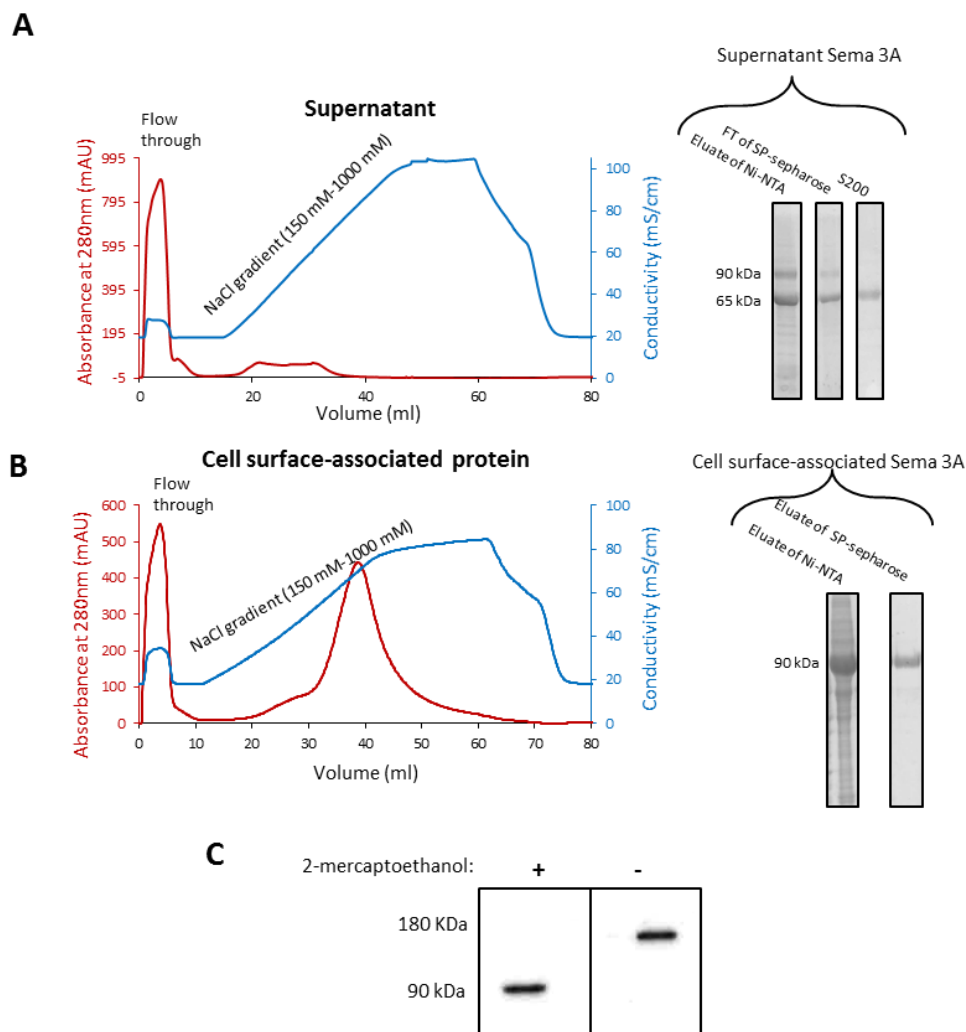 A
Supernatant
Flow
through
NaCl gradient (150 mM-1000 mM)
Absorbance at 280nm (mAU)
995
795
595
395
195
-5
0
20
40
60
80
Volume (ml)
100
80
60
40
20
0
Conductivity (mS/cm)
Supernatant Sema 3A
Eluate of Ni-NTA
FT of SP-sepharose
S200
90 kDa
65 kDa
B
Cell surface-associated protein
Flow
through
NaCl gradient (150 mM-1000 mM)
Absorbance at 280nm (mAU)
600
500
400
300
200
100
0
0
10
20
30
40
50
60
70
80
Volume (ml)
100
80
60
40
20
0
Conductivity (mS/cm)
Cell surface-associated Sema 3A
Eluate of Ni-NTA
Eluate of SP-sepharose
90 kDa
C
2-mercaptoethanol: + -
180 KDa
90 kDa